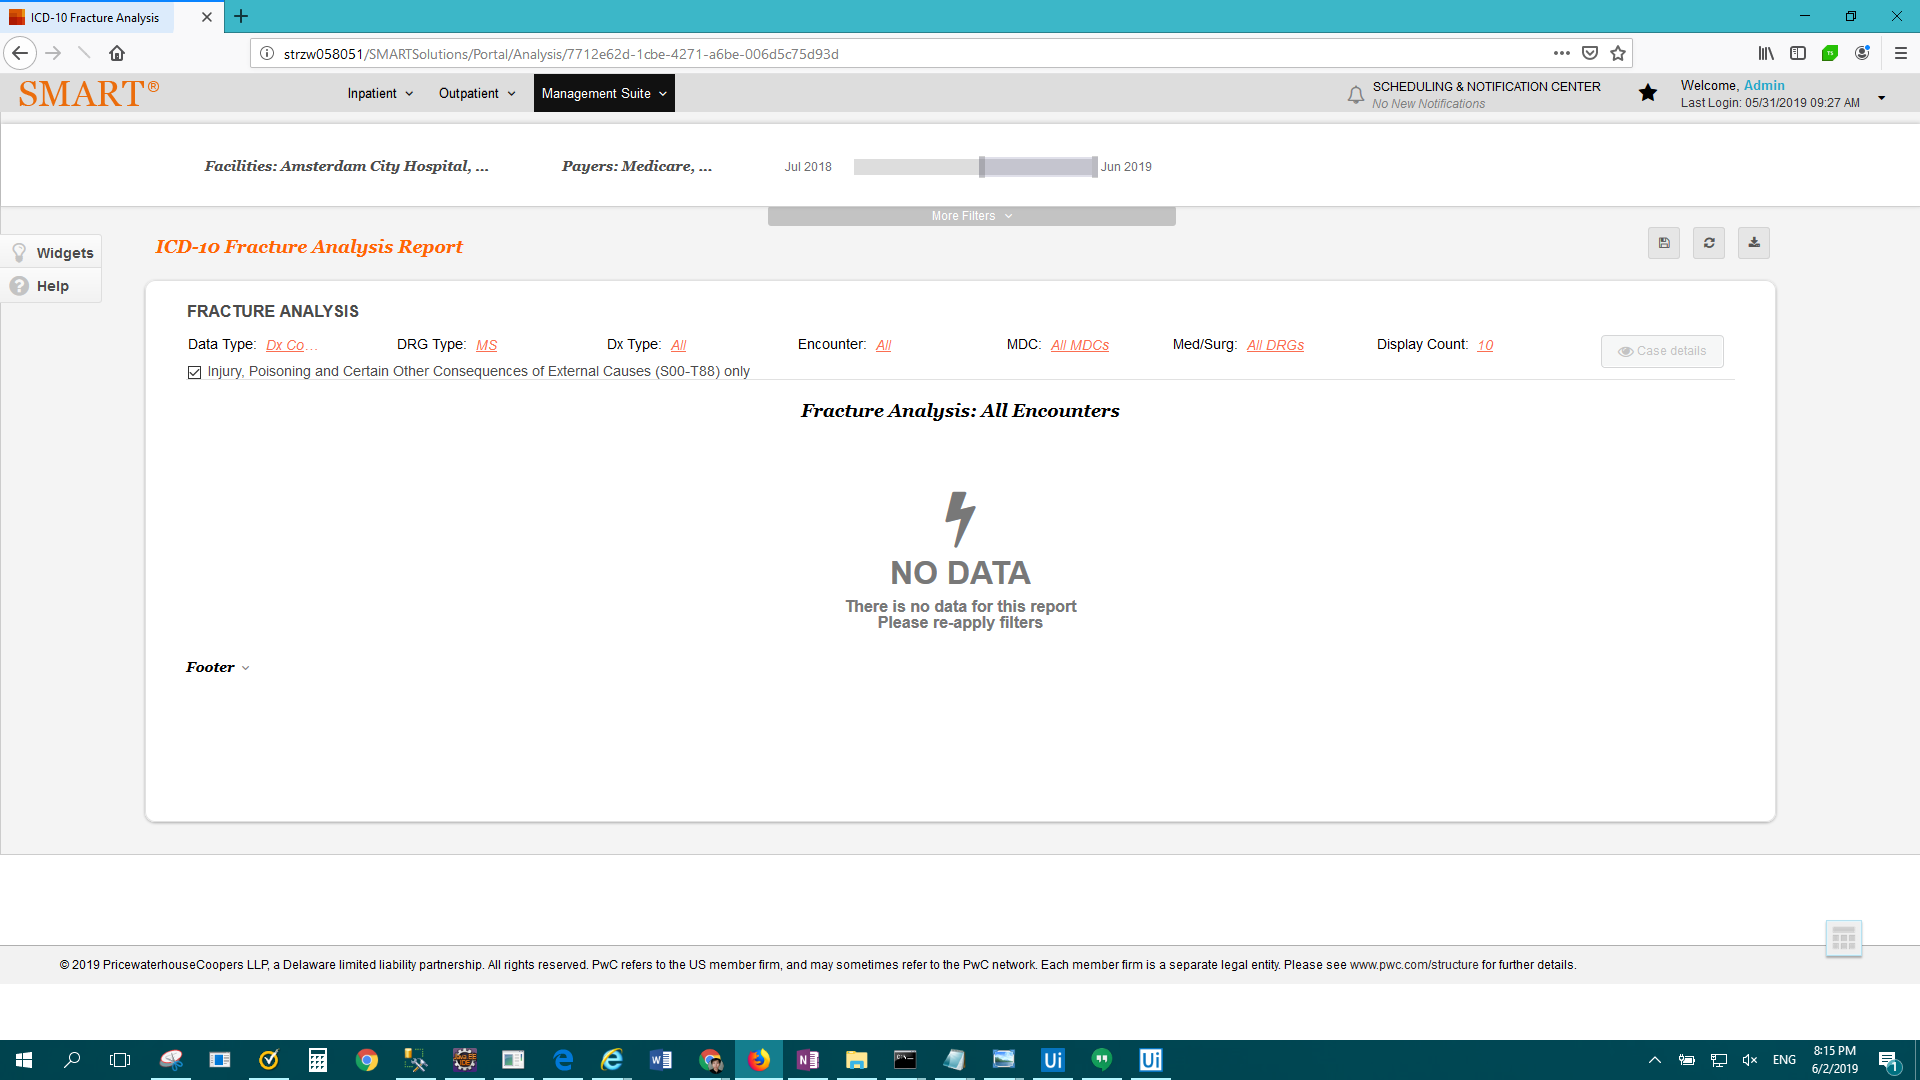 ICD-10 Fracture Analysis
strzw058051/SMARTSolutions/Portal/Analysis/7712e62d-1cbe-4271-a6be-006d5c75d93d
SMART®
Inpatient
Outpatient
Management Suite
SCHEDULING & NOTIFICATION CENTER
No New Notifications
Welcome, Admin
Last Login: 05/31/2019 09:27 AM
Facilities: Amsterdam City Hospital, ...
Payers: Medicare, ...
Jul 2018
Jun 2019
More Filters
Widgets
Help
ICD-10 Fracture Analysis Report
FRACTURE ANALYSIS
Data Type: Dx Co...
DRG Type: MS
Dx Type: All
Encounter: All
MDC: All MDCs
Med/Surg: All DRGs
Display Count: 10
Case details
Injury, Poisoning and Certain Other Consequences of External Causes (S00-T88) only
Fracture Analysis: All Encounters
NO DATA
There is no data for this report
Please re-apply filters
Footer
© 2019 PricewaterhouseCoopers LLP, a Delaware limited liability partnership. All rights reserved. PwC refers to the US member firm, and may sometimes refer to the PwC network. Each member firm is a separate legal entity. Please see www.pwc.com/structure for further details.
Ui
Ui
ENG
8:15 PM
6/2/2019
1